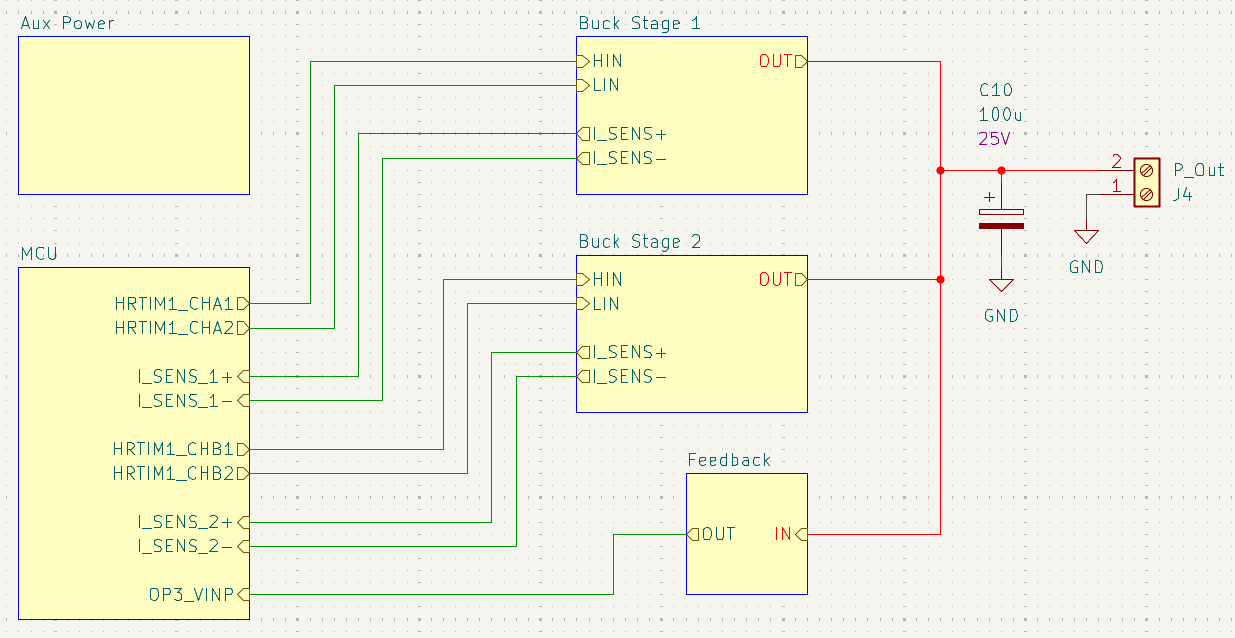 Aux Power
Buck Stage 1
HIN
LIN
I_SENS+
I_SENS-
OUT
C10
100u
25V
+
2
1
P_Out
J4
GND
GND
MCU
HRTIM1_CHA1
HRTIM1_CHA2
I_SENS_1+
I_SENS_1-
HRTIM1_CHB1
HRTIM1_CHB2
I_SENS_2+
I_SENS_2-
OP3_VINP
Buck Stage 2
HIN
LIN
I_SENS+
I_SENS-
OUT
Feedback
OUT
IN